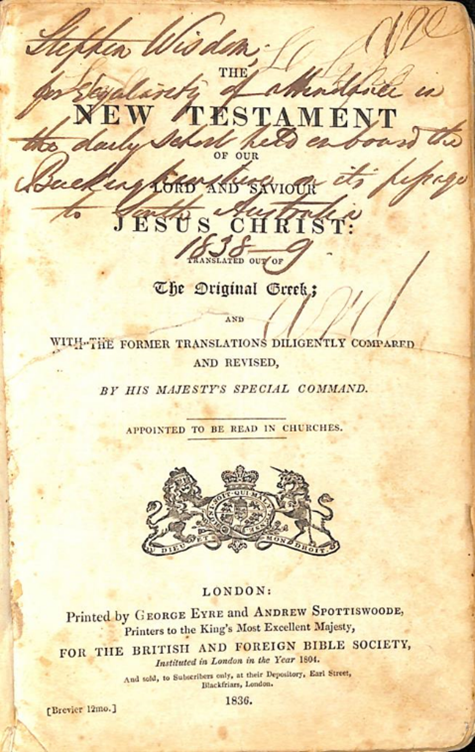 Stephen Wisdom,
THE
for regularity of attendance in
NEW TESTAMENT
the daily school held on board the
OF OUR
Buckinghamshire on its passage
LORD AND SAVIOUR
to South Australia
JESUS CHRIST:
1838-9
TRANSLATED OUT OF
The Original Greek;
AND
WITH THE FORMER TRANSLATIONS DILIGENTLY COMPARED
AND REVISED,
BY HIS MAJESTY'S SPECIAL COMMAND.
APPOINTED TO BE READ IN CHURCHES.
HONI SOIT QUI MAL
DIEU ET MON DROIT
LONDON:
Printed by GEORGE EYRE and ANDREW SPOTTISWOODE,
Printers to the King's Most Excellent Majesty,
FOR THE BRITISH AND FOREIGN BIBLE SOCIETY,
Instituted in London in the Year 1804.
And sold, to Subscribers only, at their Depository, Earl Street,
Blackfriars, London.
1836.
[Brevier 12mo.]